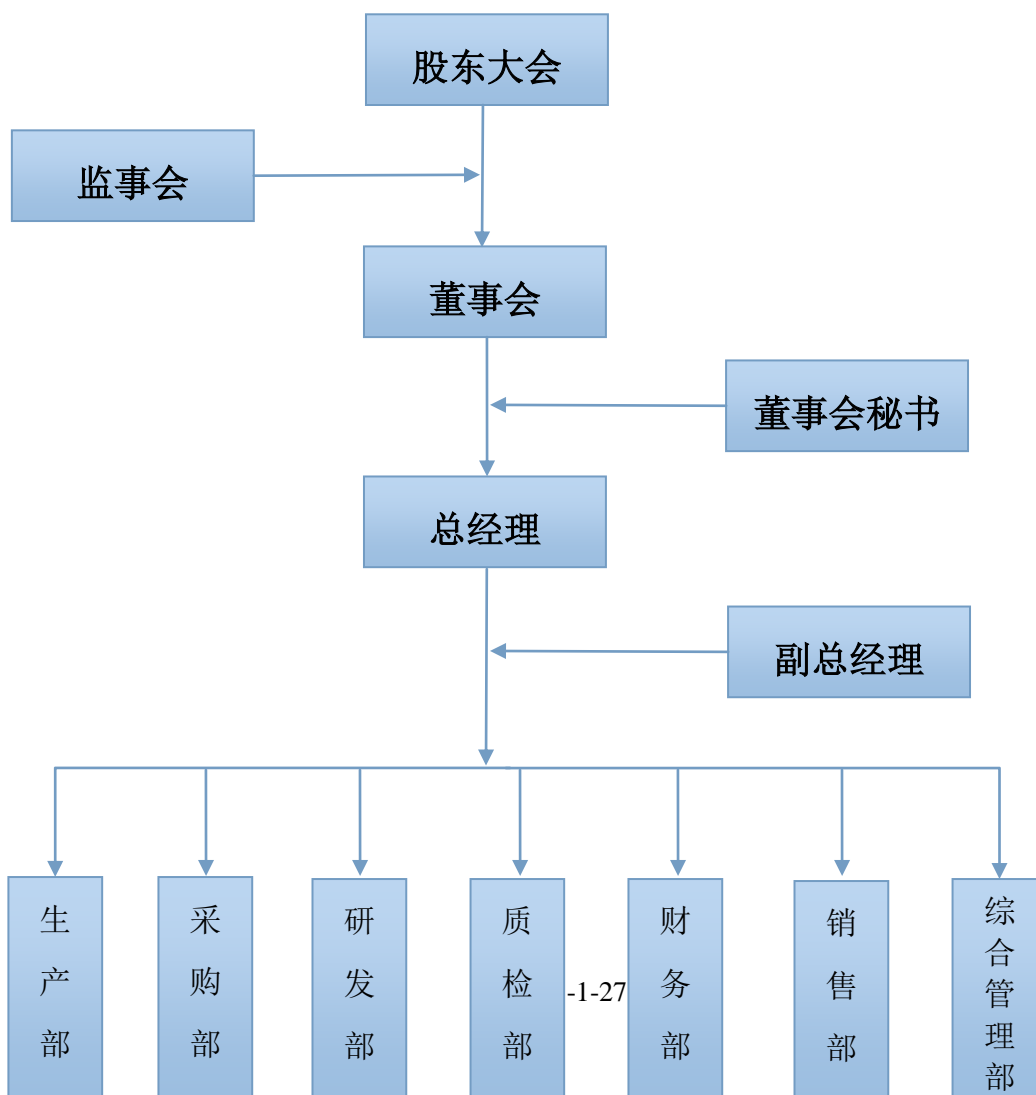 股东大会
监事会
董事会
董事会秘书
总经理
副总经理
生产部
采购部
研发部
质检部
-1-27
财务部
销售部
综合管理部